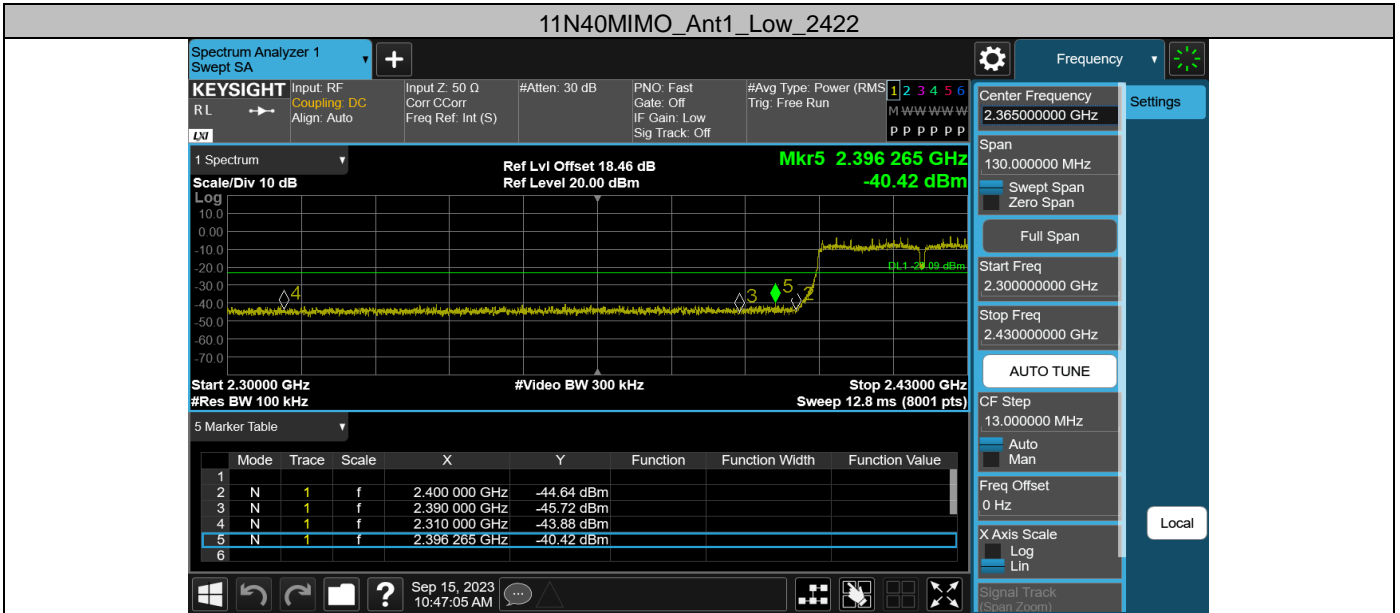 11N40MIMO_Ant1_Low_2422
Spectrum Analyzer 1
Swept SA
+
Frequency
KEYSIGHT
R L
LXI
Input: RF
Coupling: DC
Align: Auto
Input Z: 50 Ω
Corr CCorr
Freq Ref: Int (S)
#Atten: 30 dB
PNO: Fast
Gate: Off
IF Gain: Low
Sig Track: Off
#Avg Type: Power (RMS
Trig: Free Run
1 2 3 4 5 6
M W W W W W
P P P P P P
1 Spectrum
Scale/Div 10 dB
Ref Lvl Offset 18.46 dB
Ref Level 20.00 dBm
Mkr5 2.396 265 GHz
-40.42 dBm
Log
10.0
0.00
-10.0
-20.0
-30.0
-40.0
-50.0
-60.0
-70.0
4
3
5
2
Start 2.30000 GHz
#Res BW 100 kHz
#Video BW 300 kHz
Stop 2.43000 GHz
Sweep 12.8 ms (8001 pts)
5 Marker Table
Mode Trace Scale X Y Function Function Width Function Value
1
2 N 1 f 2.400 000 GHz -44.64 dBm
3 N 1 f 2.390 000 GHz -45.72 dBm
4 N 1 f 2.310 000 GHz -43.88 dBm
5 N 1 f 2.396 265 GHz -40.42 dBm
6
Center Frequency
2.365000000 GHz
Span
130.000000 MHz
Swept Span
Zero Span
Full Span
Start Freq
2.300000000 GHz
Stop Freq
2.430000000 GHz
AUTO TUNE
CF Step
13.000000 MHz
Auto
Man
Freq Offset
0 Hz
X Axis Scale
Log
Lin
Signal Track
(Span Zoom)
Settings
Local
?
Sep 15, 2023
10:47:05 AM